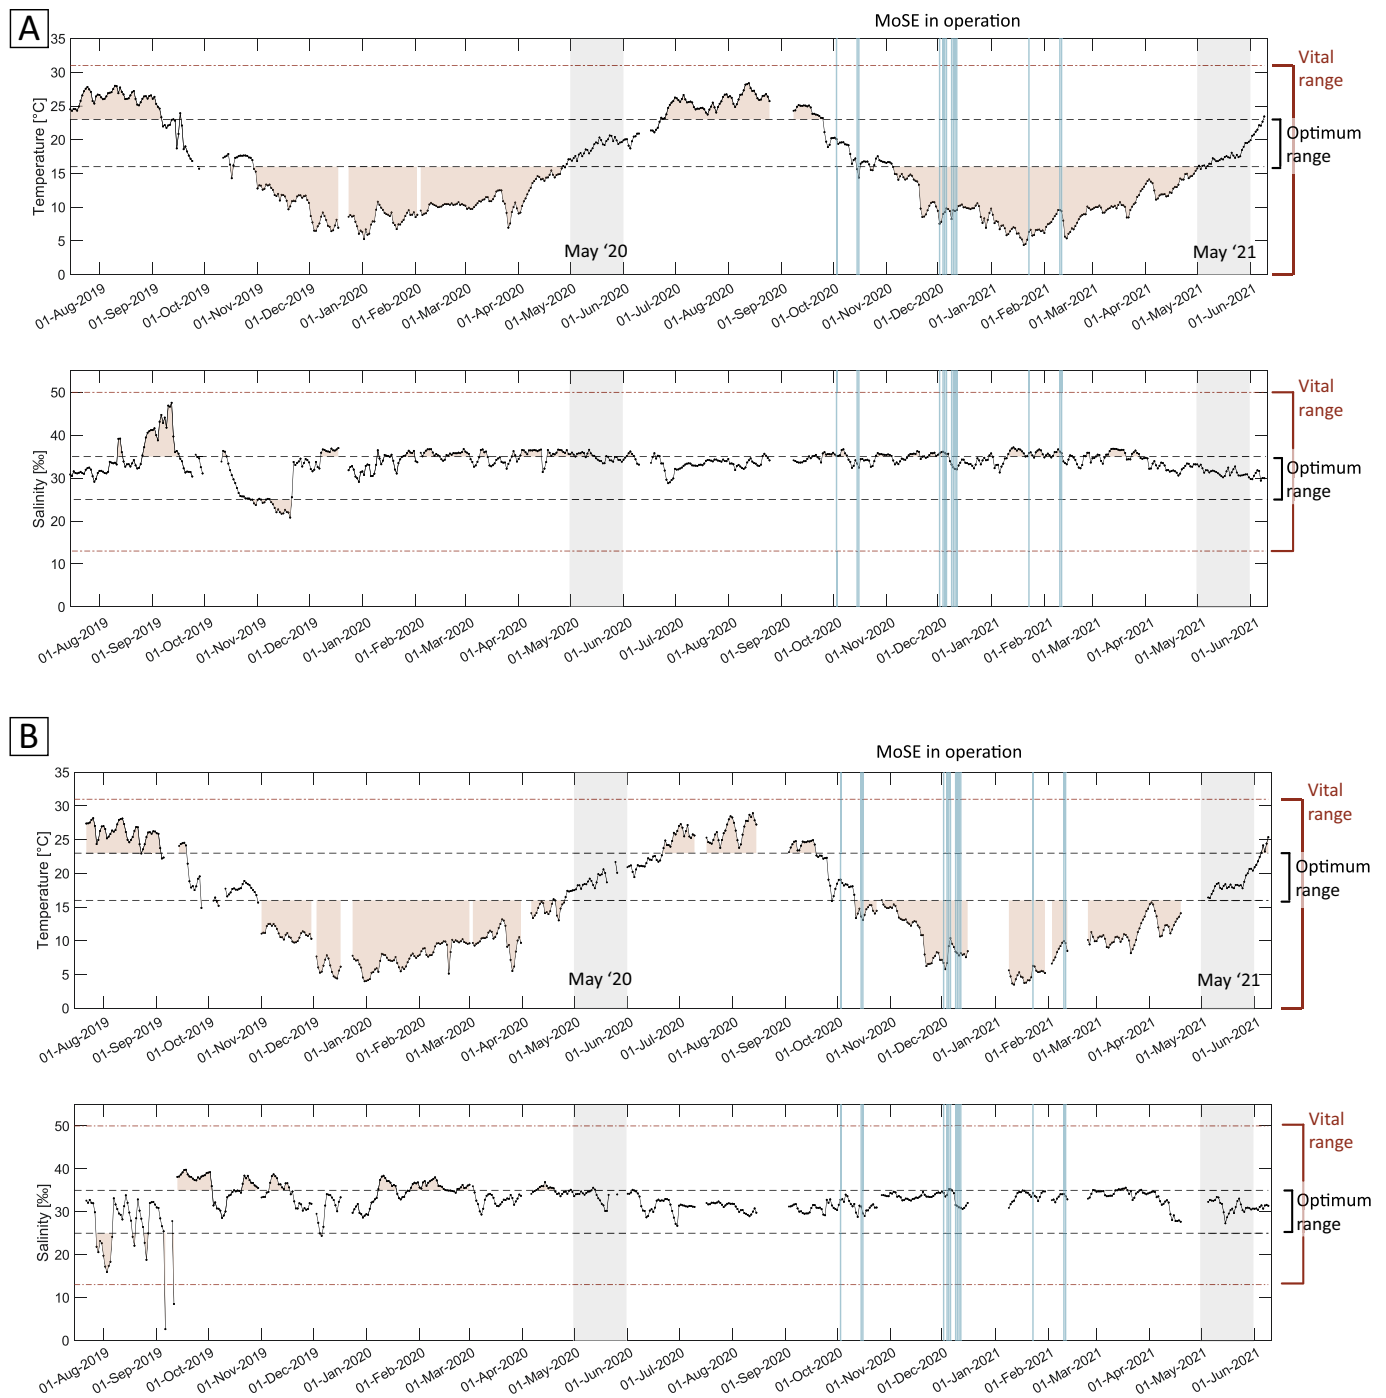 A
MoSE in operation
35
30
25
20
15
10
5
0
Temperature [°C]
Vital
range
Optimum
range
May ‘20
May ‘21
01-Aug-2019
01-Sep-2019
01-Oct-2019
01-Nov-2019
01-Dec-2019
01-Jan-2020
01-Feb-2020
01-Mar-2020
01-Apr-2020
01-May-2020
01-Jun-2020
01-Jul-2020
01-Aug-2020
01-Sep-2020
01-Oct-2020
01-Nov-2020
01-Dec-2020
01-Jan-2021
01-Feb-2021
01-Mar-2021
01-Apr-2021
01-May-2021
01-Jun-2021
50
40
30
20
10
0
Salinity [‰]
Vital
range
Optimum
range
01-Aug-2019
01-Sep-2019
01-Oct-2019
01-Nov-2019
01-Dec-2019
01-Jan-2020
01-Feb-2020
01-Mar-2020
01-Apr-2020
01-May-2020
01-Jun-2020
01-Jul-2020
01-Aug-2020
01-Sep-2020
01-Oct-2020
01-Nov-2020
01-Dec-2020
01-Jan-2021
01-Feb-2021
01-Mar-2021
01-Apr-2021
01-May-2021
01-Jun-2021
B
MoSE in operation
35
30
25
20
15
10
5
0
Temperature [°C]
Vital
range
Optimum
range
May ‘20
May ‘21
01-Aug-2019
01-Sep-2019
01-Oct-2019
01-Nov-2019
01-Dec-2019
01-Jan-2020
01-Feb-2020
01-Mar-2020
01-Apr-2020
01-May-2020
01-Jun-2020
01-Jul-2020
01-Aug-2020
01-Sep-2020
01-Oct-2020
01-Nov-2020
01-Dec-2020
01-Jan-2021
01-Feb-2021
01-Mar-2021
01-Apr-2021
01-May-2021
01-Jun-2021
50
40
30
20
10
0
Salinity [‰]
Vital
range
Optimum
range
01-Aug-2019
01-Sep-2019
01-Oct-2019
01-Nov-2019
01-Dec-2019
01-Jan-2020
01-Feb-2020
01-Mar-2020
01-Apr-2020
01-May-2020
01-Jun-2020
01-Jul-2020
01-Aug-2020
01-Sep-2020
01-Oct-2020
01-Nov-2020
01-Dec-2020
01-Jan-2021
01-Feb-2021
01-Mar-2021
01-Apr-2021
01-May-2021
01-Jun-2021